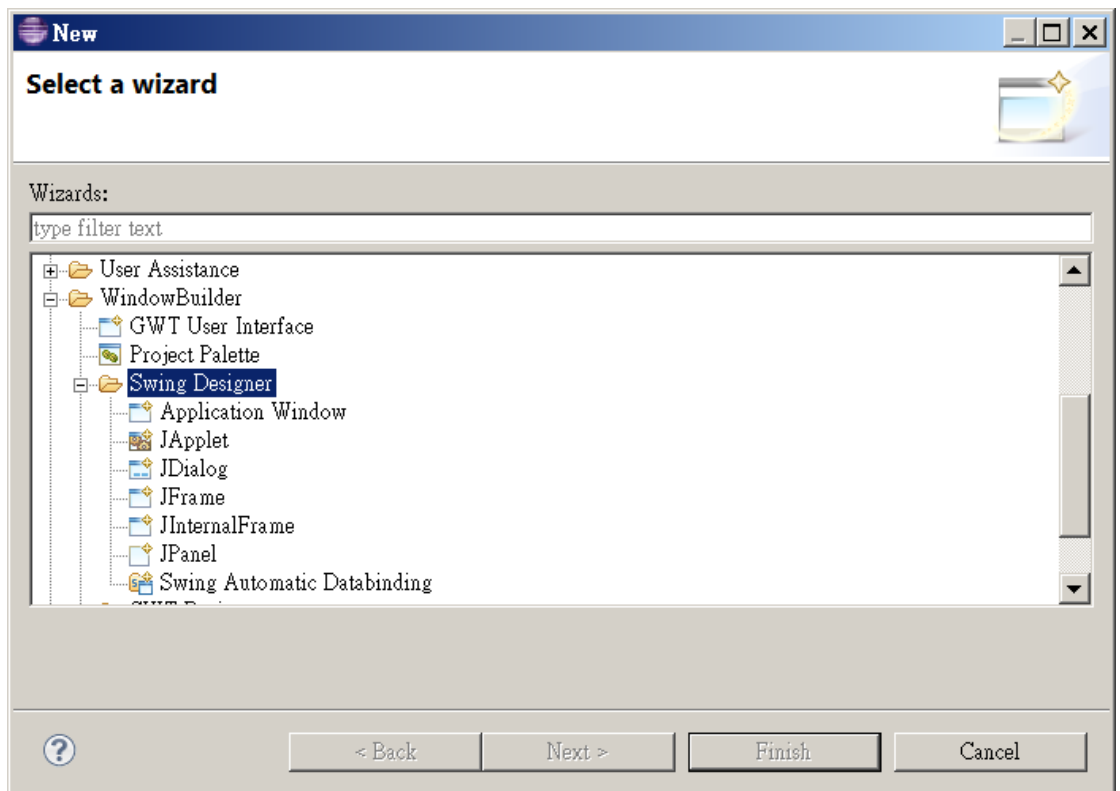 New
Select a wizard
Wizards:
type filter text
User Assistance
WindowBuilder
GWT User Interface
Project Palette
Swing Designer
Application Window
JApplet
JDialog
JFrame
JInternalFrame
JPanel
Swing Automatic Databinding
< Back Next > Finish Cancel